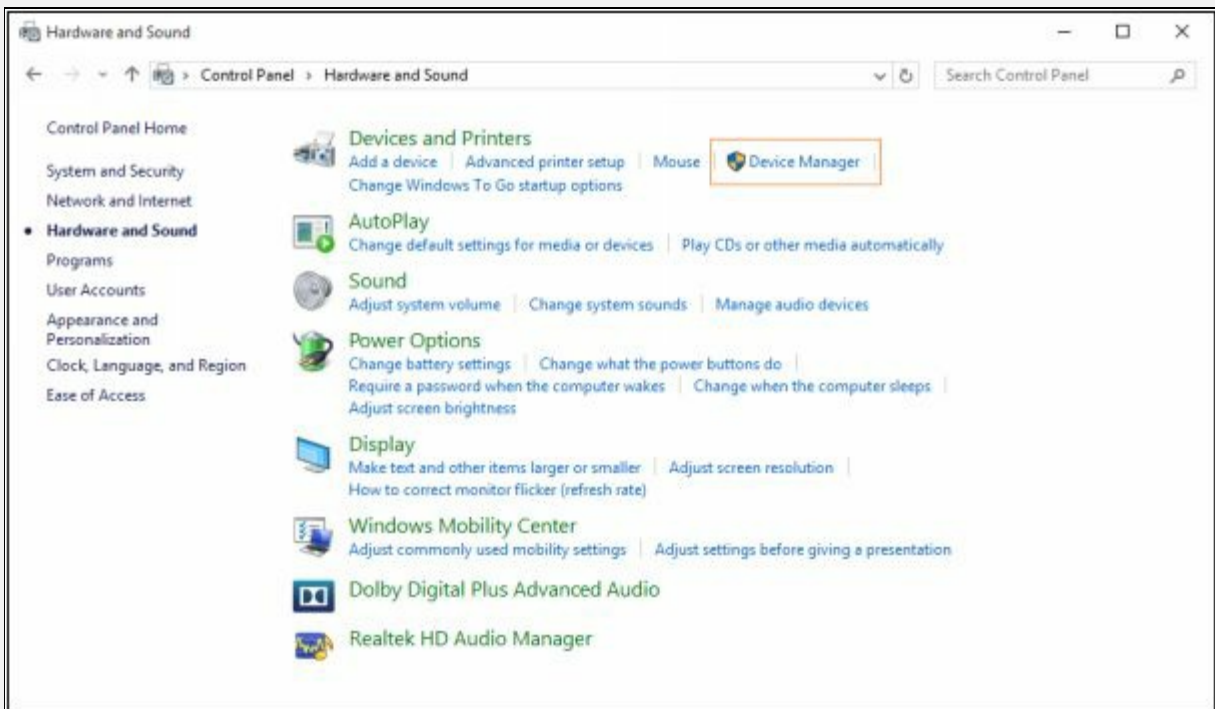 Hardware and Sound
Control Panel > Hardware and Sound
Search Control Panel
Control Panel Home
System and Security
Network and Internet
Hardware and Sound
Programs
User Accounts
Appearance and
Personalization
Clock, Language, and Region
Ease of Access
Devices and Printers
Add a device | Advanced printer setup | Mouse | Device Manager
Change Windows To Go startup options
AutoPlay
Change default settings for media or devices | Play CDs or other media automatically
Sound
Adjust system volume | Change system sounds | Manage audio devices
Power Options
Change battery settings | Change what the power buttons do
Require a password when the computer wakes | Change when the computer sleeps
Adjust screen brightness
Display
Make text and other items larger or smaller | Adjust screen resolution
How to correct monitor flicker (refresh rate)
Windows Mobility Center
Adjust commonly used mobility settings | Adjust settings before giving a presentation
Dolby Digital Plus Advanced Audio
Realtek HD Audio Manager